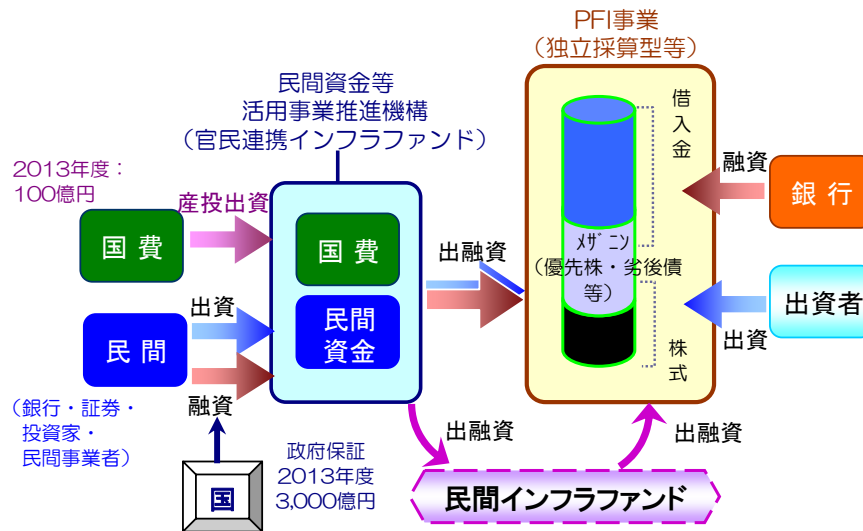 PFI事業
（独立採算型等）
民間資金等
活用事業推進機構
（官民連携インフラファンド）
2013年度：
100億円
産投出資
国 費
国 費
出資
民 間
民間
資金
融資
（銀行・証券・
投資家・
民間事業者）
国
政府保証
2013年度
3,000億円
出融資
借入金
ﾒｻﾞﾆﾝ
（優先株・劣後債
等）
株式
融資
銀 行
出資者
出資
出融資
出融資
民間インフラファンド